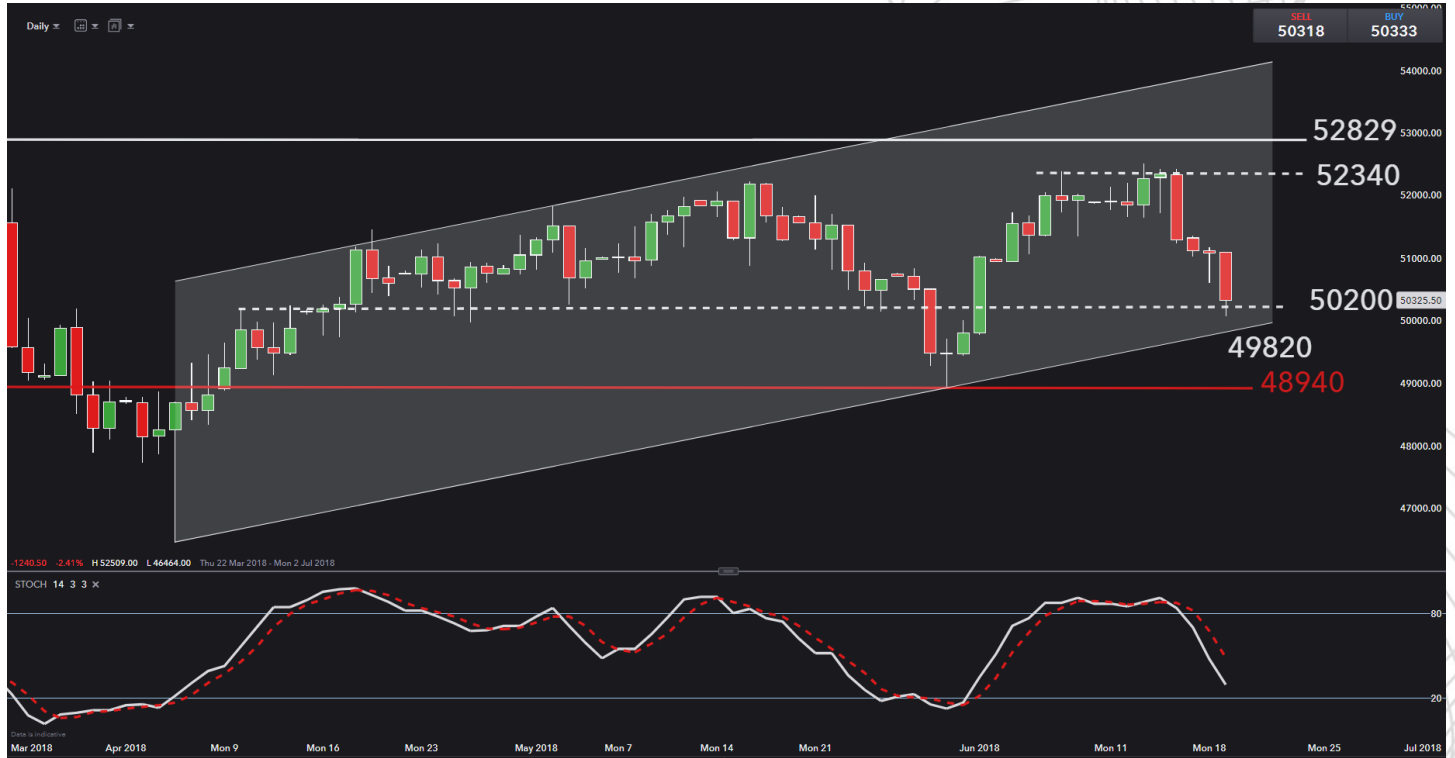 55000.00
Daily
SELL
BUY
50318
50333
54000.00
52829
53000.00
52340
52000.00
51000.00
50200
50325.50
50000.00
49820
48940
49000.00
48000.00
47000.00
-1240.50 -2.41% H 52509.00 L 46464.00 Thu 22 Mar 2018 - Mon 2 Jul 2018
STOCH 14 3 3 ×
80
20
Data is indicative
Mar 2018 Apr 2018 Mon 9 Mon 16 Mon 23 May 2018 Mon 7 Mon 14 Mon 21 Jun 2018 Mon 11 Mon 18 Mon 25 Jul 2018